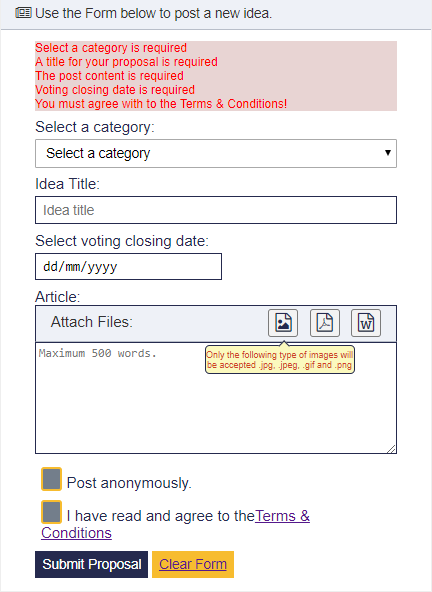 Use the Form below to post a new idea.
Select a category is required
A title for your proposal is required
The post content is required
Voting closing date is required
You must agree with to the Terms & Conditions!
Select a category:
Select a category
Idea Title:
Idea title
Select voting closing date:
dd/mm/yyyy
Article:
Attach Files:
W
Maximum 500 words.
Only the following type of images will
be accepted .jpg, .jpeg, .gif and .png
Post anonymously.
I have read and agree to theTerms &
Conditions
Submit Proposal
Clear Form